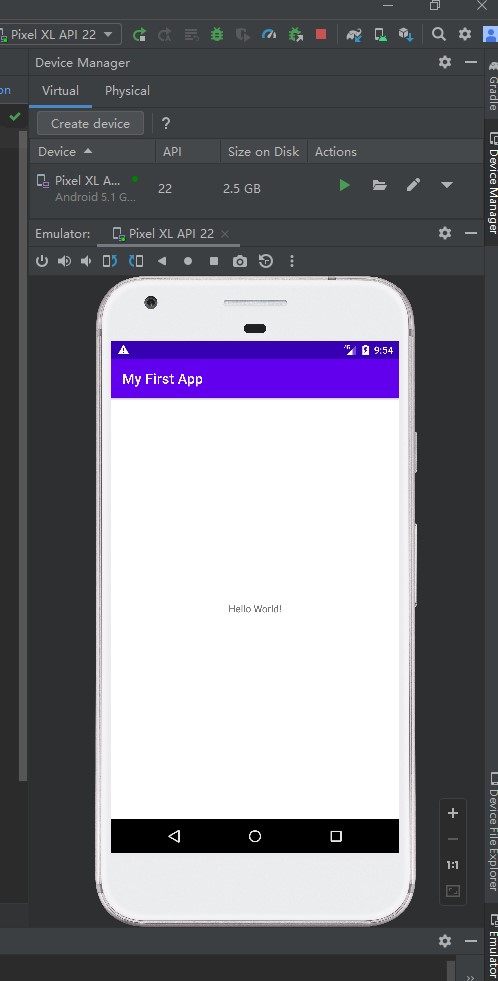 Pixel XL API 22
Device Manager
on
Virtual Physical
Create device ?
Device API Size on Disk Actions
Pixel XL A... 22 2.5 GB
Android 5.1 G...
Emulator: Pixel XL API 22
4G 9:54
My First App
Hello World!
1:1
Gradle
Device Manager
Device File Explorer
Emulator